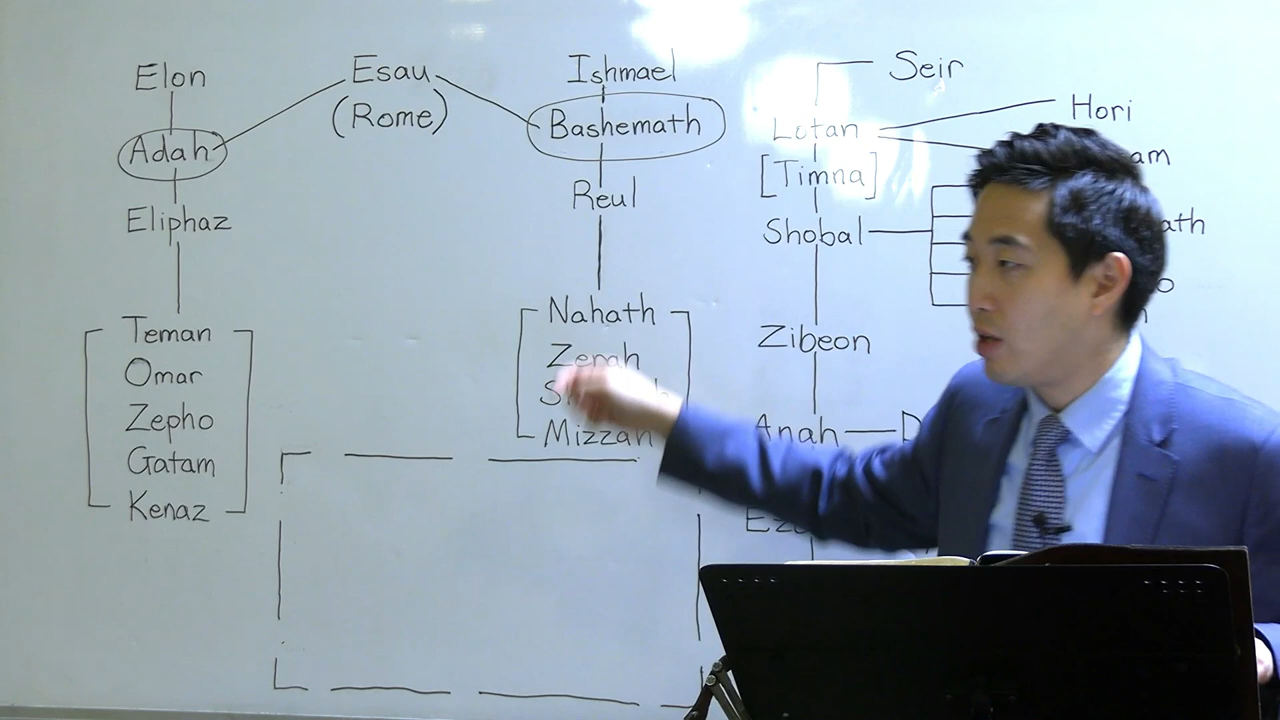 Elon
Adah
Eliphaz
Teman
Omar
Zepho
Gatam
Kenaz
Esau
(Rome)
Ishmael
Bashemath
Reul
Nahath
Zerah
Mizzah
Seir
Lotan
[Timna]
Shobal
Zibeon
Anah
Hori